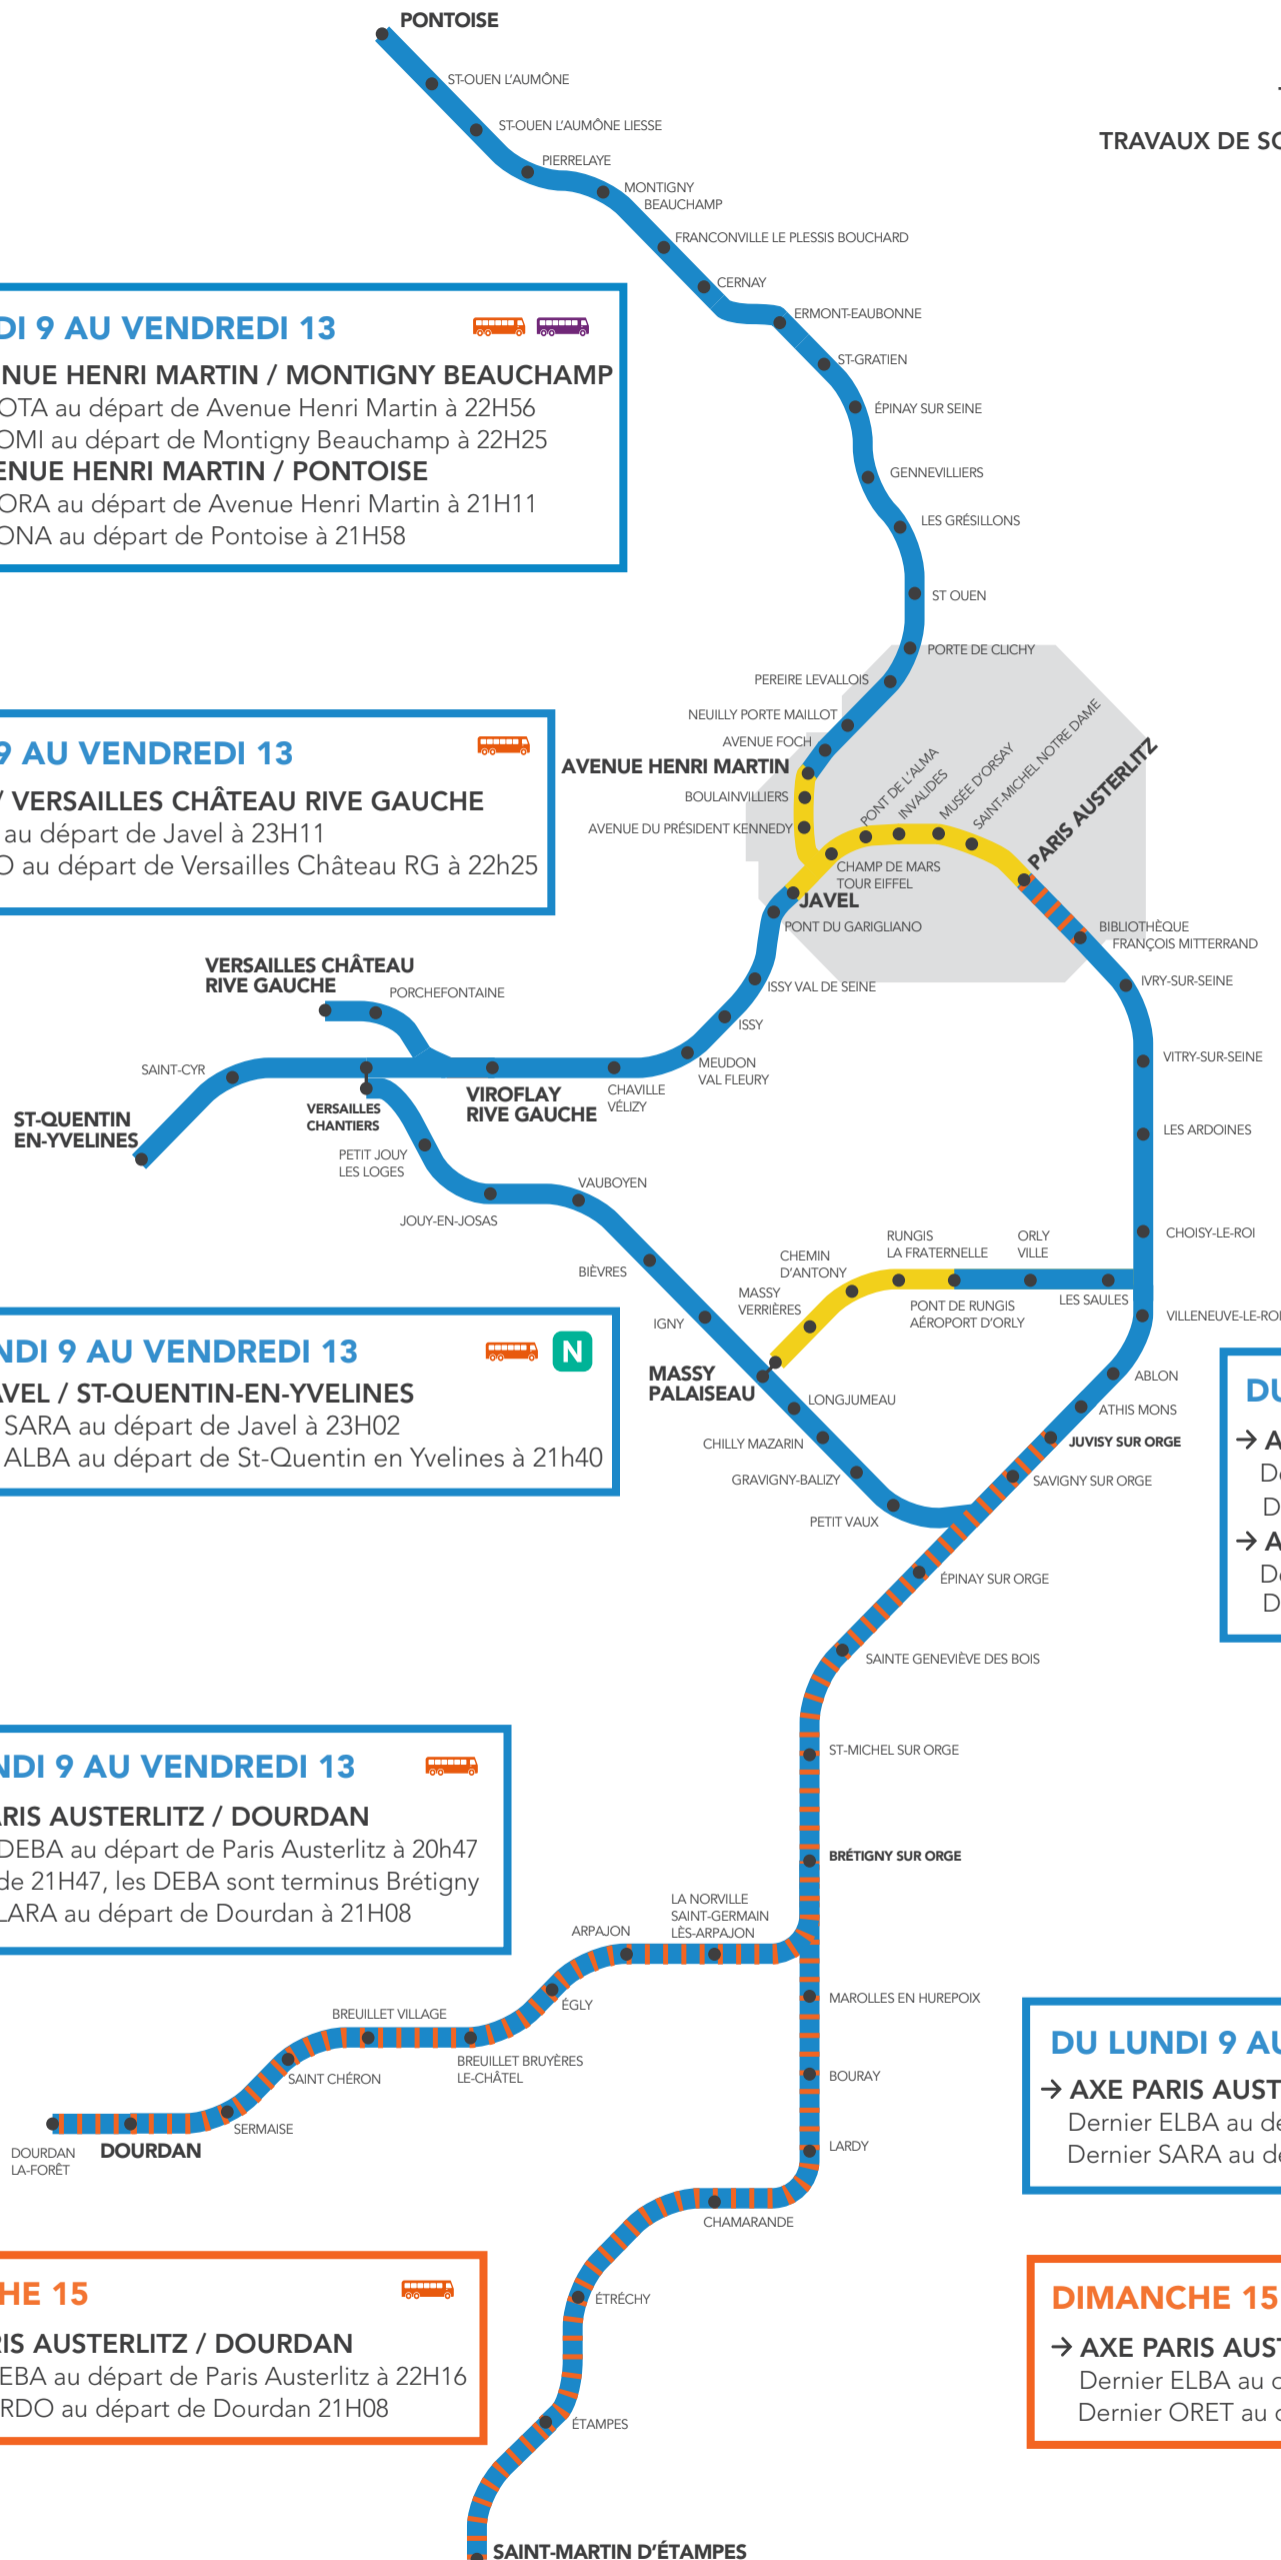 PONTOISE
ST-OUEN L'AUMÔNE
TRAVAUX DE SO
ST-OUEN L'AUMÔNE LIESSE
PIERRELAYE
MONTIGNY
BEAUCHAMP
FRANCONVILLE LE PLESSIS BOUCHARD
CERNAY
ERMONT-EAUBONNE
ST-GRATIEN
ÉPINAY SUR SEINE
GENNEVILLIERS
LES GRÉSILLONS
ST OUEN
PORTE DE CLICHY
DI 9 AU VENDREDI 13
NUE HENRI MARTIN / MONTIGNY BEAUCHAMP
OTA au départ de Avenue Henri Martin à 22H56
OMI au départ de Montigny Beauchamp à 22H25
ENUE HENRI MARTIN / PONTOISE
ORA au départ de Avenue Henri Martin à 21H11
ONA au départ de Pontoise à 21H58
PEREIRE LEVALLOIS
NEUILLY PORTE MAILLOT
AVENUE FOCH
AVENUE HENRI MARTIN
BOULAINVILLIERS
AVENUE DU PRÉSIDENT KENNEDY
PONT DE L'ALMA
INVALIDES
MUSÉE D'ORSAY
SAINT-MICHEL NOTRE DAME
PARIS AUSTERLITZ
CHAMP DE MARS
TOUR EIFFEL
JAVEL
PONT DU GARIGLIANO
BIBLIOTHÈQUE
FRANÇOIS MITTERRAND
9 AU VENDREDI 13
/ VERSAILLES CHÂTEAU RIVE GAUCHE
au départ de Javel à 23H11
O au départ de Versailles Château RG à 22h25
ISSY VAL DE SEINE
IVRY-SUR-SEINE
ISSY
VERSAILLES CHÂTEAU
RIVE GAUCHE
PORCHEFONTAINE
MEUDON
VAL FLEURY
VITRY-SUR-SEINE
SAINT-CYR
CHAVILLE
VÉLIZY
VIROFLAY
RIVE GAUCHE
ST-QUENTIN
EN-YVELINES
VERSAILLES
CHANTIERS
LES ARDOINES
PETIT JOUY
LES LOGES
VAUBOYEN
JOUY-EN-JOSAS
BIÈVRES
CHEMIN
D'ANTONY
RUNGIS
LA FRATERNELLE
ORLY
VILLE
CHOISY-LE-ROI
MASSY
VERRIÈRES
PONT DE RUNGIS
AÉROPORT D'ORLY
LES SAULES
VILLENEUVE-LE-ROI
IGNY
MASSY
PALAISEAU
NDI 9 AU VENDREDI 13
N
AVEL / ST-QUENTIN-EN-YVELINES
SARA au départ de Javel à 23H02
ALBA au départ de St-Quentin en Yvelines à 21h40
ABLON
LONGJUMEAU
ATHIS MONS
CHILLY MAZARIN
JUVISY SUR ORGE
GRAVIGNY-BALIZY
SAVIGNY SUR ORGE
PETIT VAUX
DU
→ A
De
D
→ A
De
D
ÉPINAY SUR ORGE
SAINTE GENEVIÈVE DES BOIS
ST-MICHEL SUR ORGE
BRÉTIGNY SUR ORGE
NDI 9 AU VENDREDI 13
ARIS AUSTERLITZ / DOURDAN
DEBA au départ de Paris Austerlitz à 20h47
de 21H47, les DEBA sont terminus Brétigny
LARA au départ de Dourdan à 21H08
LA NORVILLE
SAINT-GERMAIN
LÈS-ARPAJON
ARPAJON
ÉGLY
MAROLLES EN HUREPOIX
BREUILLET VILLAGE
BREUILLET BRUYÈRES
LE-CHÂTEL
SAINT CHÉRON
BOURAY
SERMAISE
DOURDAN
DOURDAN
LA-FORÊT
LARDY
CHAMARANDE
DU LUNDI 9 AU
→ AXE PARIS AUST
Dernier ELBA au dé
Dernier SARA au dé
ÉTRÉCHY
HE 15
RIS AUSTERLITZ / DOURDAN
EBA au départ de Paris Austerlitz à 22H16
RDO au départ de Dourdan 21H08
DIMANCHE 15
→ AXE PARIS AUST
Dernier ELBA au d
Dernier ORET au d
ÉTAMPES
SAINT-MARTIN D'ÉTAMPES